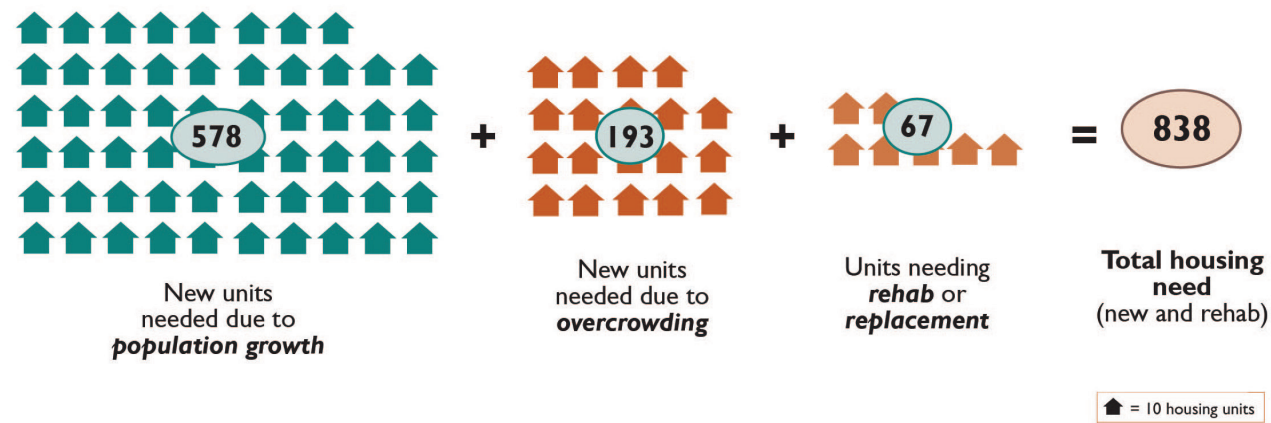 578
+
193
+
67
=
838
New units
needed due to
population growth
New units
needed due to
overcrowding
Units needing
rehab or
replacement
Total housing
need
(new and rehab)
= 10 housing units